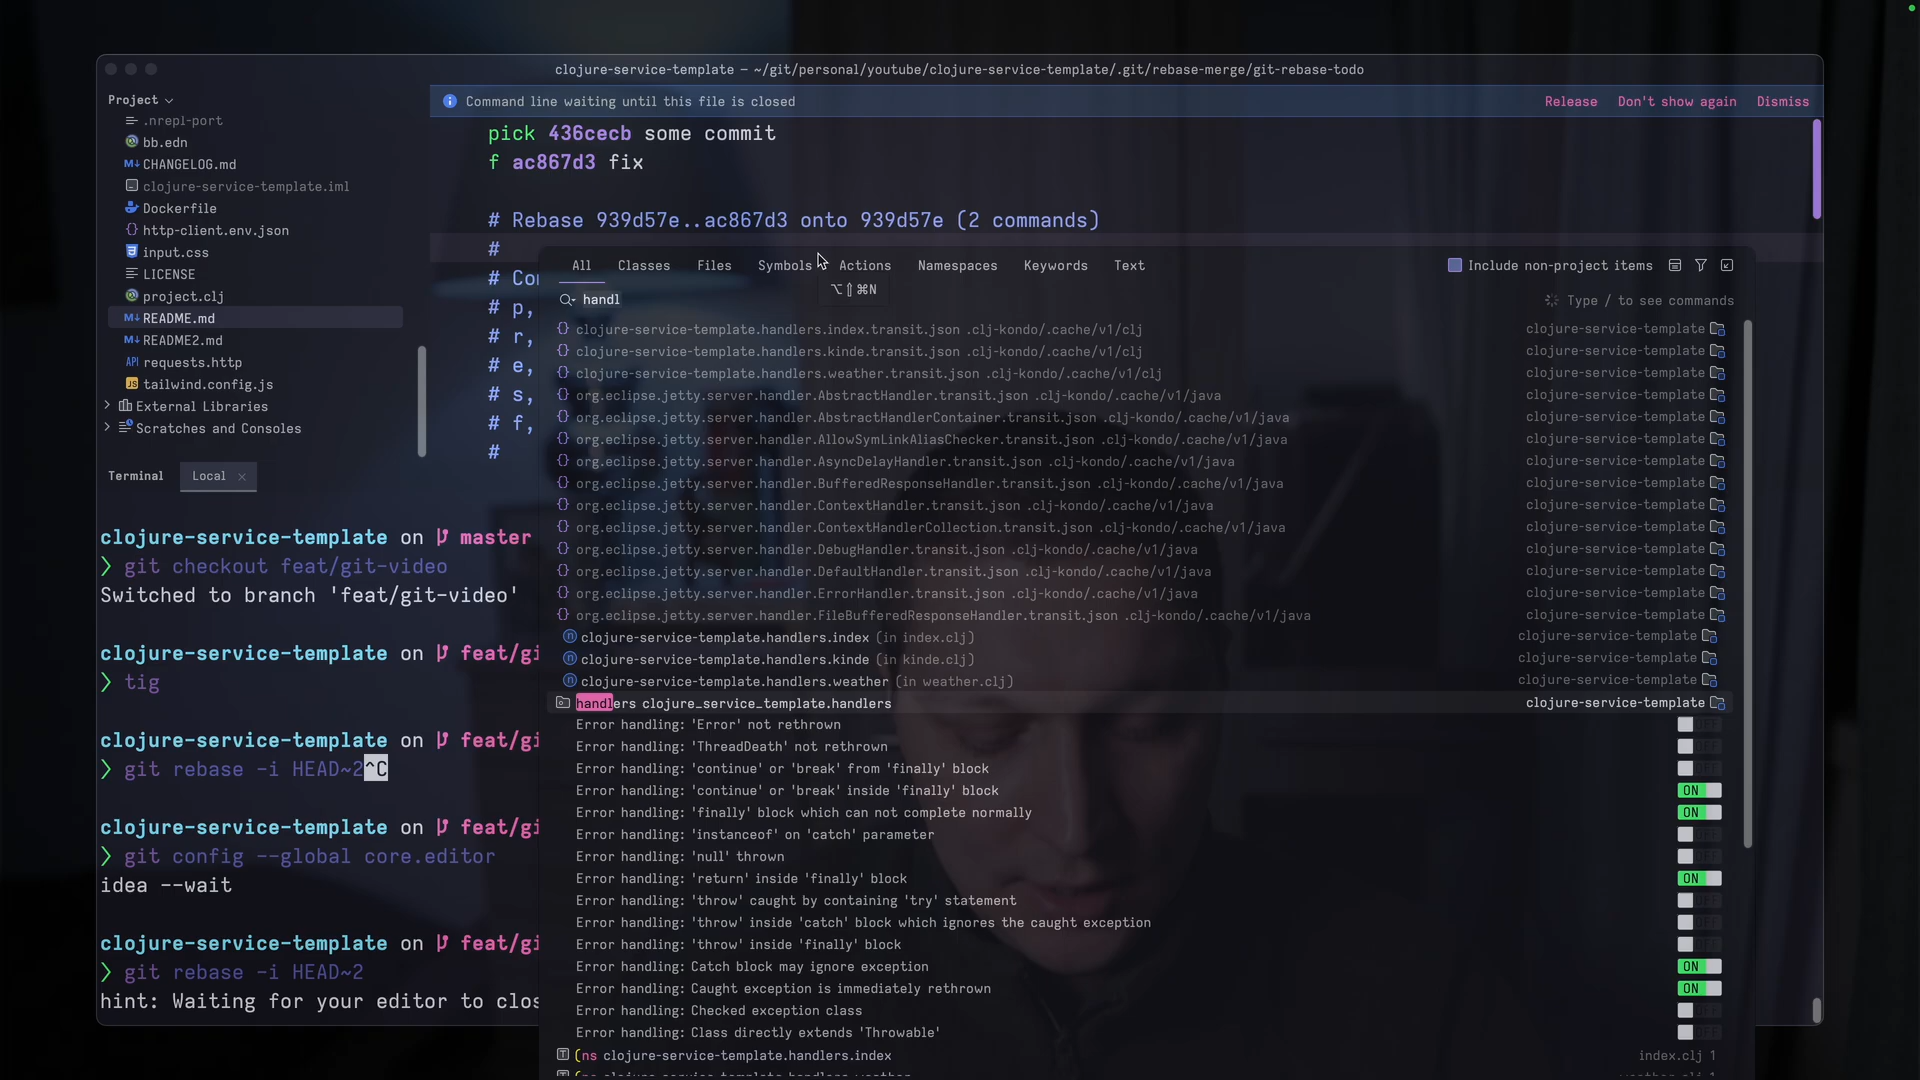 clojure-service-template – ~/git/personal/youtube/clojure-service-template/.git/rebase-merge/git-rebase-todo
Project
.nrepl-port
bb.edn
CHANGELOG.md
clojure-service-template.iml
Dockerfile
http-client.env.json
input.css
LICENSE
project.clj
README.md
README2.md
requests.http
tailwind.config.js
External Libraries
Scratches and Consoles
Command line waiting until this file is closed
Release Don't show again Dismiss
pick 436cecb some commit
f ac867d3 fix
# Rebase 939d57e..ac867d3 onto 939d57e (2 commands)
#
# Co
# p,
# r,
# e,
# s,
# f,
#
All Classes Files Symbols Actions Namespaces Keywords Text
Include non-project items
⌥⇧⌘N
handl
Type / to see commands
clojure-service-template.handlers.index.transit.json .clj-kondo/.cache/v1/clj clojure-service-template
clojure-service-template.handlers.kinde.transit.json .clj-kondo/.cache/v1/clj clojure-service-template
clojure-service-template.handlers.weather.transit.json .clj-kondo/.cache/v1/clj clojure-service-template
org.eclipse.jetty.server.handler.AbstractHandler.transit.json .clj-kondo/.cache/v1/java clojure-service-template
org.eclipse.jetty.server.handler.AbstractHandlerContainer.transit.json .clj-kondo/.cache/v1/java clojure-service-template
org.eclipse.jetty.server.handler.AllowSymLinkAliasChecker.transit.json .clj-kondo/.cache/v1/java clojure-service-template
org.eclipse.jetty.server.handler.AsyncDelayHandler.transit.json .clj-kondo/.cache/v1/java clojure-service-template
org.eclipse.jetty.server.handler.BufferedResponseHandler.transit.json .clj-kondo/.cache/v1/java clojure-service-template
org.eclipse.jetty.server.handler.ContextHandler.transit.json .clj-kondo/.cache/v1/java clojure-service-template
org.eclipse.jetty.server.handler.ContextHandlerCollection.transit.json .clj-kondo/.cache/v1/java clojure-service-template
org.eclipse.jetty.server.handler.DebugHandler.transit.json .clj-kondo/.cache/v1/java clojure-service-template
org.eclipse.jetty.server.handler.DefaultHandler.transit.json .clj-kondo/.cache/v1/java clojure-service-template
org.eclipse.jetty.server.handler.ErrorHandler.transit.json .clj-kondo/.cache/v1/java clojure-service-template
org.eclipse.jetty.server.handler.FileBufferedResponseHandler.transit.json .clj-kondo/.cache/v1/java clojure-service-template
clojure-service-template.handlers.index (in index.clj) clojure-service-template
clojure-service-template.handlers.kinde (in kinde.clj) clojure-service-template
clojure-service-template.handlers.weather (in weather.clj) clojure-service-template
handlers clojure_service_template.handlers clojure-service-template
Error handling: 'Error' not rethrown OFF
Error handling: 'ThreadDeath' not rethrown OFF
Error handling: 'continue' or 'break' from 'finally' block OFF
Error handling: 'continue' or 'break' inside 'finally' block ON
Error handling: 'finally' block which can not complete normally ON
Error handling: 'instanceof' on 'catch' parameter OFF
Error handling: 'null' thrown OFF
Error handling: 'return' inside 'finally' block ON
Error handling: 'throw' caught by containing 'try' statement OFF
Error handling: 'throw' inside 'catch' block which ignores the caught exception OFF
Error handling: 'throw' inside 'finally' block OFF
Error handling: Catch block may ignore exception ON
Error handling: Caught exception is immediately rethrown ON
Error handling: Checked exception class OFF
Error handling: Class directly extends 'Throwable' OFF
(ns clojure-service-template.handlers.index index.clj 1
Terminal Local
clojure-service-template on master
❯ git checkout feat/git-video
Switched to branch 'feat/git-video'
clojure-service-template on feat/gi
❯ tig
clojure-service-template on feat/gi
❯ git rebase -i HEAD~2^C
clojure-service-template on feat/gi
❯ git config --global core.editor
idea --wait
clojure-service-template on feat/gi
❯ git rebase -i HEAD~2
hint: Waiting for your editor to clos